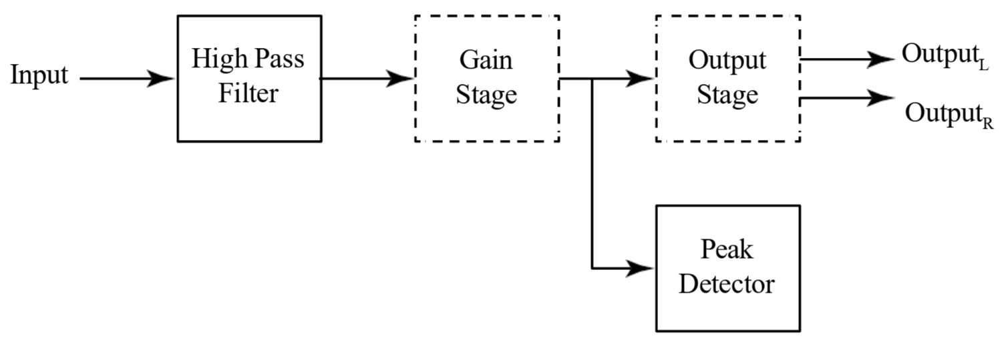 Input
High Pass
Filter
Gain
Stage
Output
Stage
OutputL
OutputR
Peak
Detector